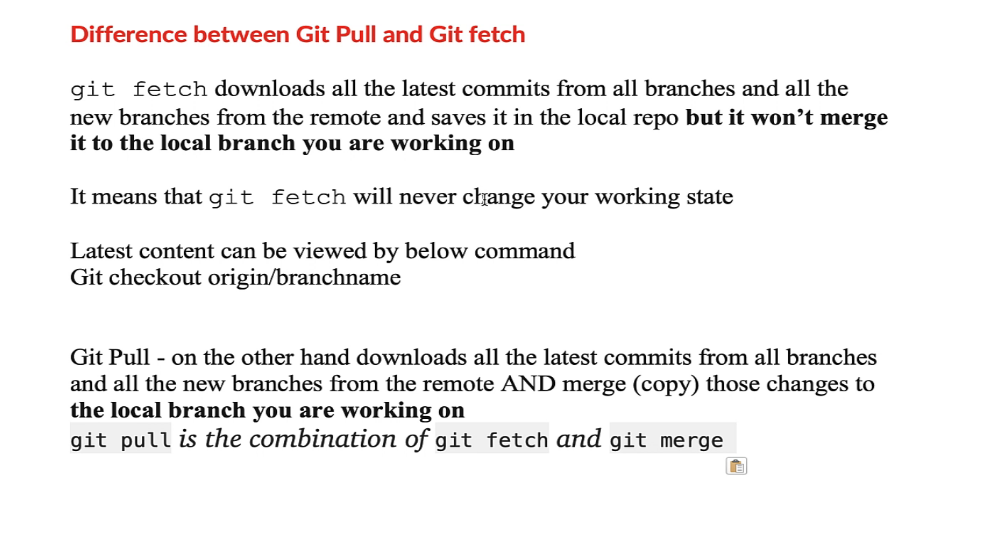 Difference between Git Pull and Git fetch
git fetch downloads all the latest commits from all branches and all the
new branches from the remote and saves it in the local repo but it won’t merge
it to the local branch you are working on
It means that git fetch will never change your working state
Latest content can be viewed by below command
Git checkout origin/branchname
Git Pull - on the other hand downloads all the latest commits from all branches
and all the new branches from the remote AND merge (copy) those changes to
the local branch you are working on
git pull is the combination of git fetch and git merge